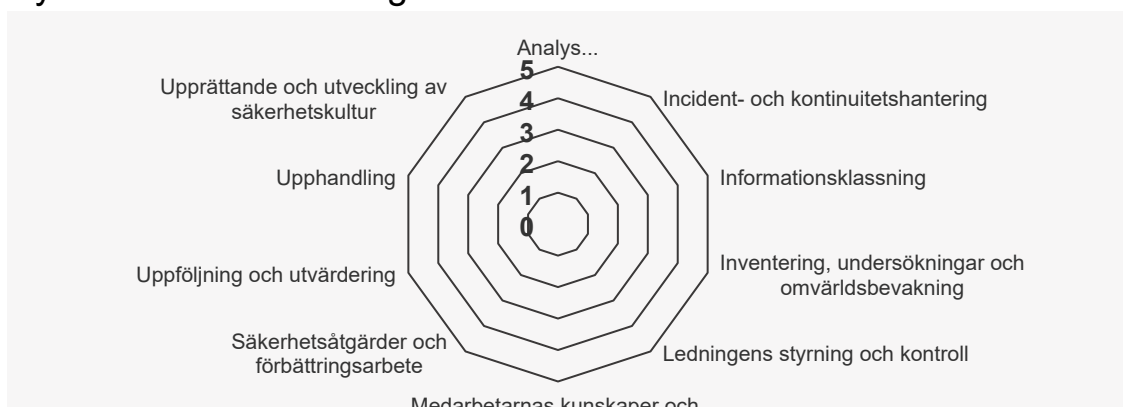 Analys...
5
4
3
2
1
0
Incident- och kontinuitetshantering
Informationsklassning
Inventering, undersökningar och
omvärldsbevakning
Ledningens styrning och kontroll
Medarbetarnas kunskaper och
Säkerhetsåtgärder och
förbättringsarbete
Uppföljning och utvärdering
Upphandling
Upprättande och utveckling av
säkerhetskultur